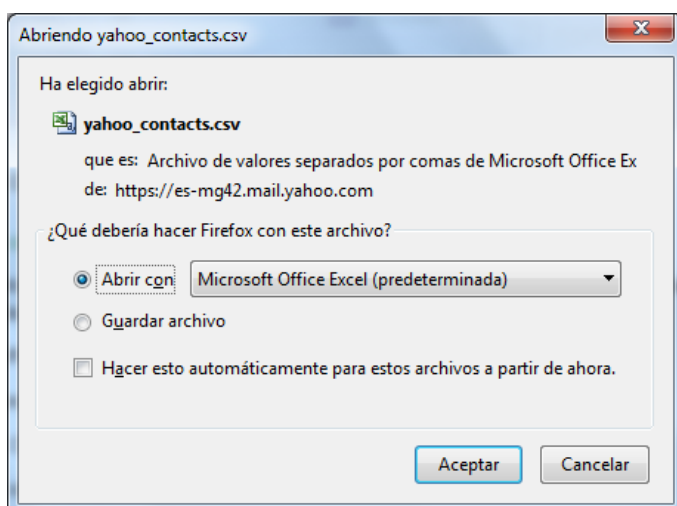 Abriendo yahoo_contacts.csv
Ha elegido abrir:
yahoo_contacts.csv
que es: Archivo de valores separados por comas de Microsoft Office Ex
de: https://es-mg42.mail.yahoo.com
¿Qué debería hacer Firefox con este archivo?
Abrir con Microsoft Office Excel (predeterminada)
Guardar archivo
Hacer esto automáticamente para estos archivos a partir de ahora.
Aceptar Cancelar